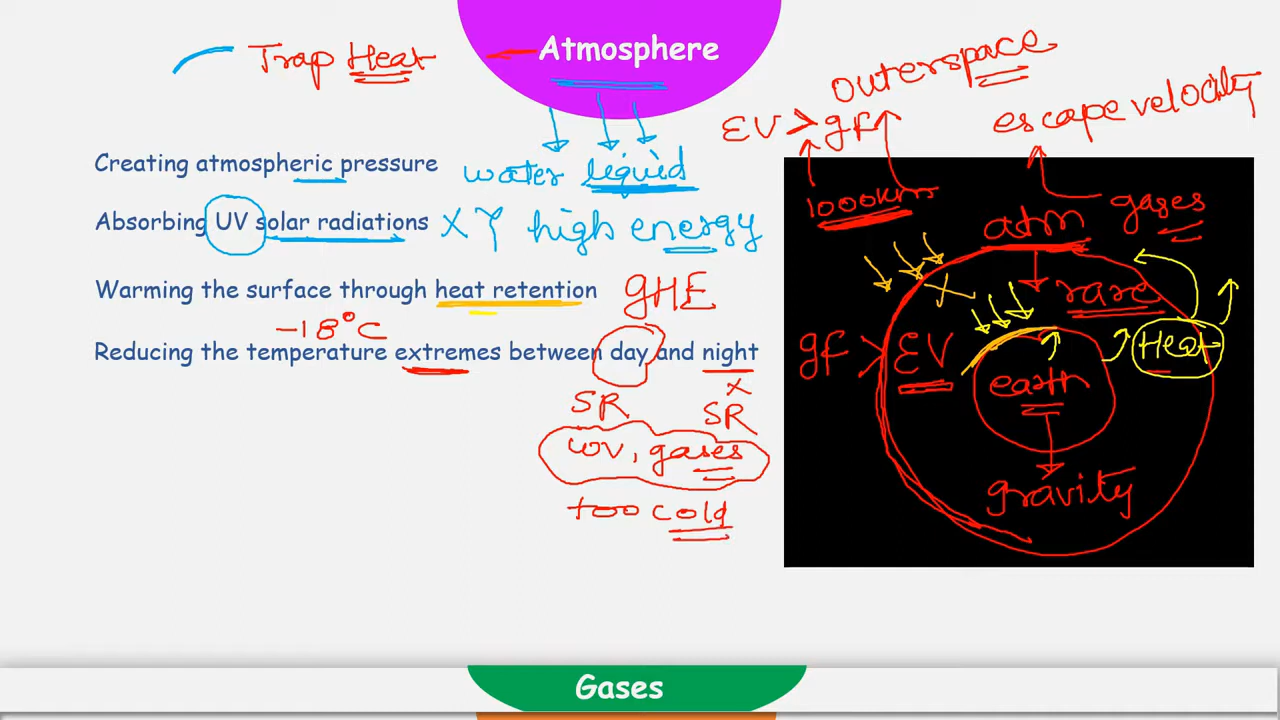 Trap Heat
Atmosphere
outerspace
EV > gf
escape velocity
Creating atmospheric pressure
water liquid
1000km
gases
Absorbing UV solar radiations
X γ high energy
atm
Warming the surface through heat retention
GHE
rare
-18°C
Reducing the temperature extremes between day and night
gf > EV
Heat
earth
X
SR
SR
WV, gases
gravity
too cold
Gases